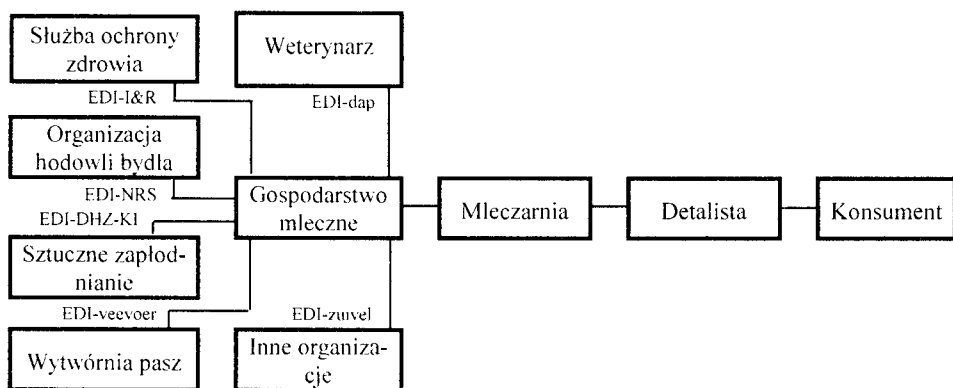 Służba ochrony
zdrowia
Weterynarz
EDI-I&R
EDI-dap
Organizacja
hodowli bydła
EDI-NRS
EDI-DHZ-KI
Gospodarstwo
mleczne
Mleczarnia
Detalista
Konsument
Sztuczne zapłod-
nianie
EDI-veevoer
EDI-zuivel
Wytwórnia pasz
Inne organiza-
cje